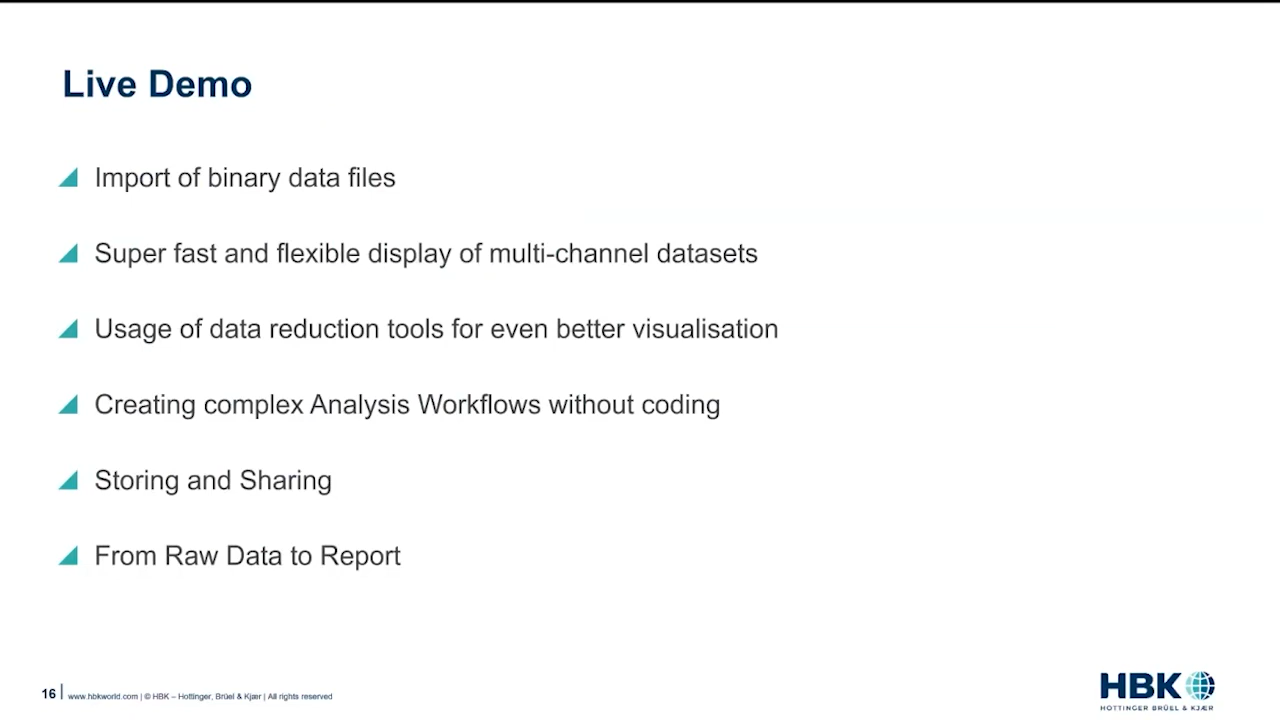 Live Demo
Import of binary data files
Super fast and flexible display of multi-channel datasets
Usage of data reduction tools for even better visualisation
Creating complex Analysis Workflows without coding
Storing and Sharing
From Raw Data to Report
16 | www.hbkworld.com | © HBK – Hottinger, Brüel & Kjær | All rights reserved
HBK
HOTTINGER BRÜEL & KJÆR